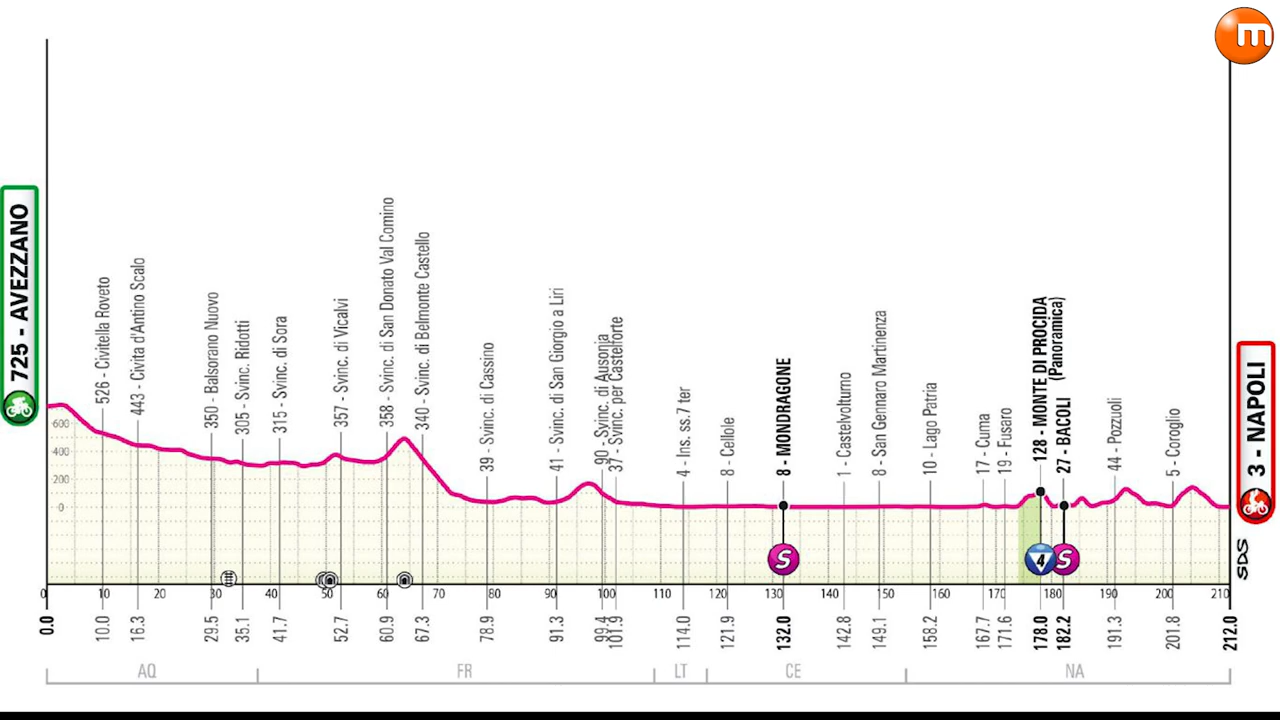 m
725 - AVEZZANO
526 - Civitella Roveto
443 - Civita d'Antino Scalo
350 - Balsorano Nuovo
305 - Svinc. Ridotti
315 - Svinc. di Sora
357 - Svinc. di Vicalvi
358 - Svinc. di San Donato Val Comino
340 - Svinc. di Belmonte Castello
39 - Svinc. di Cassino
41 - Svinc. di San Giorgio a Liri
90 - Svinc. di Ausonia
37 - Svinc. per Castelforte
4 - Ins. ss.7 ter
8 - Cellole
8 - MONDRAGONE
1 - Castelvolturno
8 - San Gennaro Martinenza
10 - Lago Patria
17 - Cuma
19 - Fusaro
128 - MONTE DI PROCIDA
(Panoramica)
27 - BACOLI
44 - Pozzuoli
5 - Coroglio
3 - NAPOLI
600
400
200
0
S
4
S
SDS
0 10 20 30 40 50 60 70 80 90 100 110 120 130 140 150 160 170 180 190 200 210
0.0 10.0 16.3 29.5 35.1 41.7 52.7 60.9 67.3 78.9 91.3 99.4 101.9 114.0 121.9 132.0 142.8 149.1 158.2 167.7 171.6 178.0 182.2 191.3 201.8 212.0
AQ FR LT CE NA